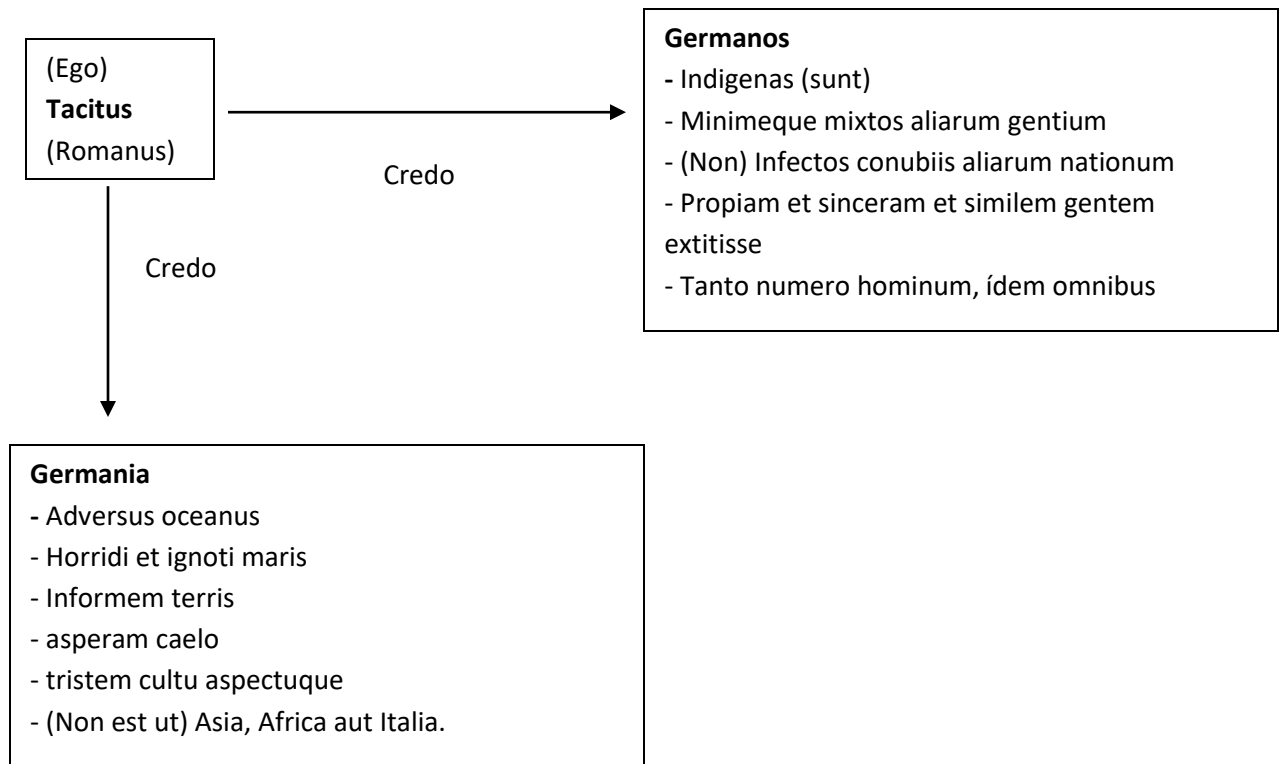 (Ego)
Tacitus
(Romanus)
Credo
Germanos
- Indigenas (sunt)
- Minimeque mixtos aliarum gentium
- (Non) Infectos conubiis aliarum nationum
- Propiam et sinceram et similem gentem
extitisse
- Tanto numero hominum, ídem omnibus
Credo
Germania
- Adversus oceanus
- Horridi et ignoti maris
- Informem terris
- asperam caelo
- tristem cultu aspectuque
- (Non est ut) Asia, Africa aut Italia.